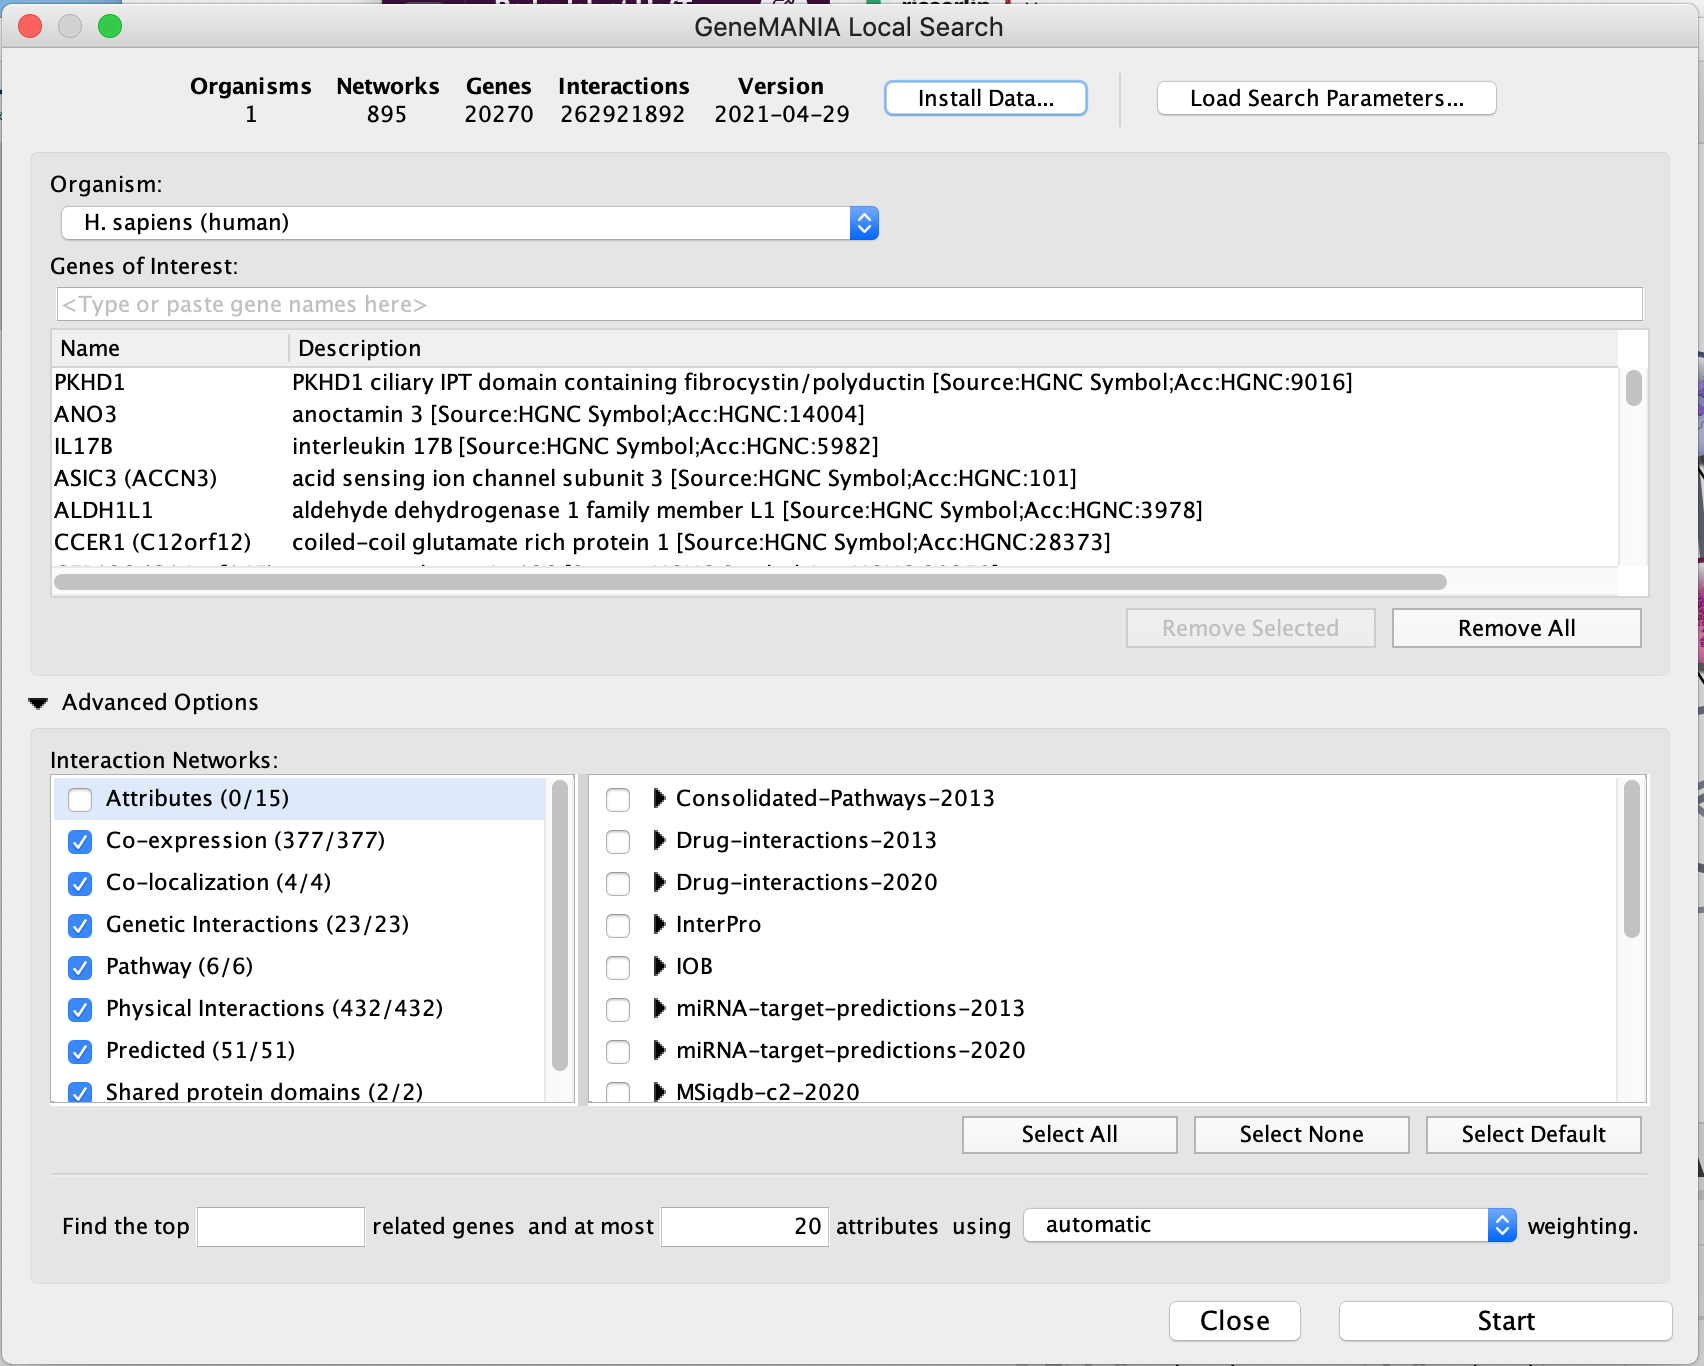 GeneMANIA Local Search
Organisms Networks Genes Interactions Version
1 895 20270 262921892 2021-04-29
Install Data...
Load Search Parameters...
Organism:
H. sapiens (human)
Genes of Interest:
<Type or paste gene names here>
Name Description
PKHD1 PKHD1 ciliary IPT domain containing fibrocystin/polyductin [Source:HGNC Symbol;Acc:HGNC:9016]
ANO3 anoctamin 3 [Source:HGNC Symbol;Acc:HGNC:14004]
IL17B interleukin 17B [Source:HGNC Symbol;Acc:HGNC:5982]
ASIC3 (ACCN3) acid sensing ion channel subunit 3 [Source:HGNC Symbol;Acc:HGNC:101]
ALDH1L1 aldehyde dehydrogenase 1 family member L1 [Source:HGNC Symbol;Acc:HGNC:3978]
CCER1 (C12orf12) coiled-coil glutamate rich protein 1 [Source:HGNC Symbol;Acc:HGNC:28373]
Remove Selected Remove All
Advanced Options
Interaction Networks:
Attributes (0/15)
Co-expression (377/377)
Co-localization (4/4)
Genetic Interactions (23/23)
Pathway (6/6)
Physical Interactions (432/432)
Predicted (51/51)
Shared protein domains (2/2)
Consolidated-Pathways-2013
Drug-interactions-2013
Drug-interactions-2020
InterPro
IOB
miRNA-target-predictions-2013
miRNA-target-predictions-2020
MSigdb-c2-2020
Select All Select None Select Default
Find the top related genes and at most 20 attributes using automatic weighting.
Close Start